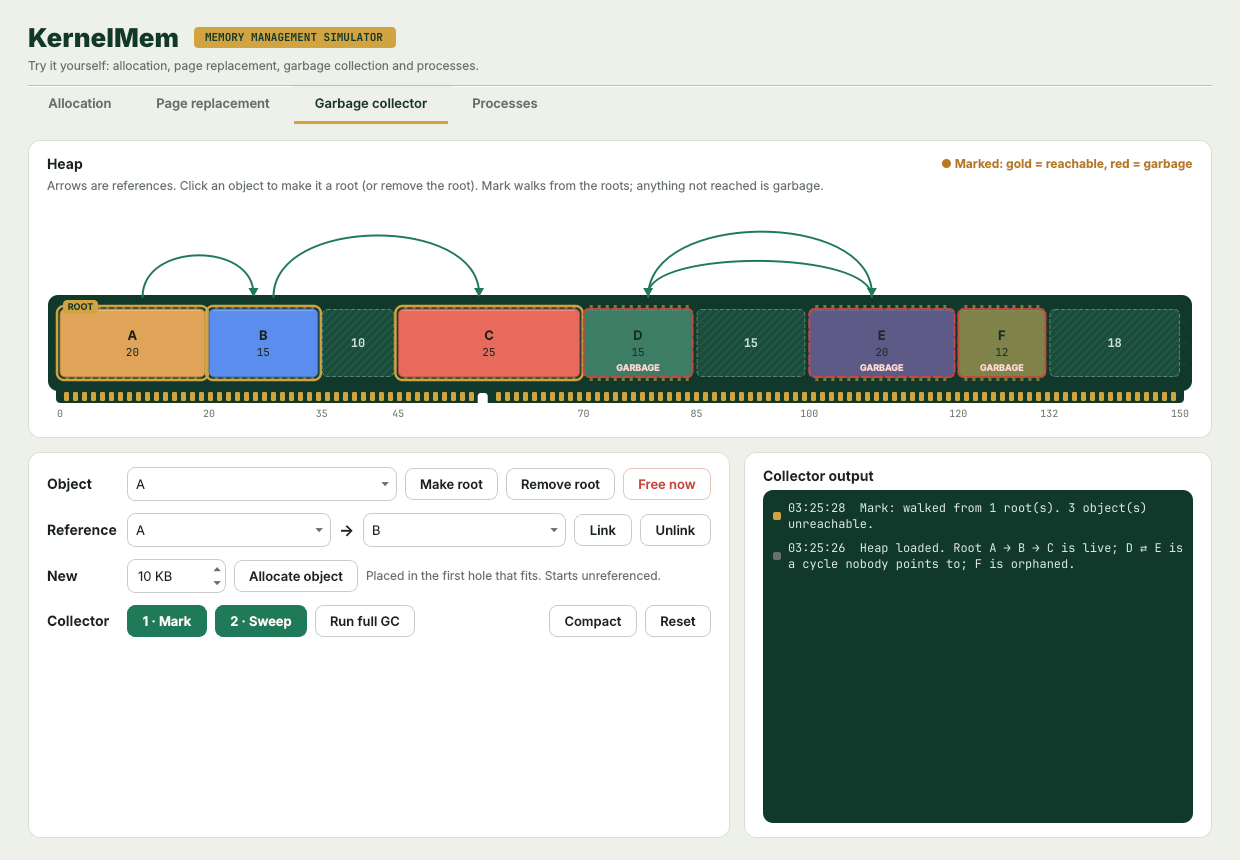 KernelMem
MEMORY MANAGEMENT SIMULATOR
Try it yourself: allocation, page replacement, garbage collection and processes.
Allocation Page replacement Garbage collector Processes
Heap
Marked: gold = reachable, red = garbage
Arrows are references. Click an object to make it a root (or remove the root). Mark walks from the roots; anything not reached is garbage.
ROOT
A
20
B
15
10
C
25
D
15
GARBAGE
15
E
20
GARBAGE
F
12
GARBAGE
18
0 20 35 45 70 85 100 120 132 150
Object A Make root Remove root Free now
Reference A → B Link Unlink
New 10 KB Allocate object Placed in the first hole that fits. Starts unreferenced.
Collector 1 · Mark 2 · Sweep Run full GC Compact Reset
Collector output
03:25:28 Mark: walked from 1 root(s). 3 object(s)
unreachable.
03:25:26 Heap loaded. Root A → B → C is live; D ⇄ E is
a cycle nobody points to; F is orphaned.